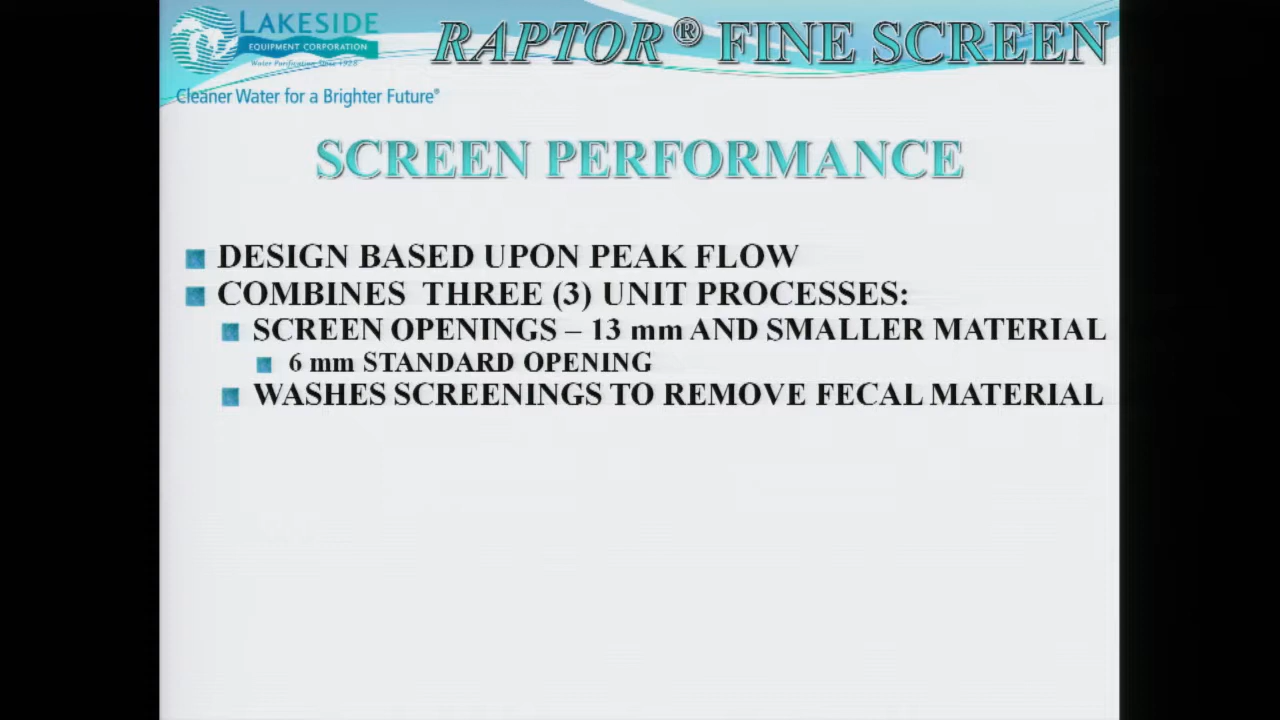 LAKESIDE
RAPTOR® FINE SCREEN
EQUIPMENT CORPORATION
Water Purification Since 1928
Cleaner Water for a Brighter Future®
SCREEN PERFORMANCE
DESIGN BASED UPON PEAK FLOW
COMBINES THREE (3) UNIT PROCESSES:
SCREEN OPENINGS – 13 mm AND SMALLER MATERIAL
6 mm STANDARD OPENING
WASHES SCREENINGS TO REMOVE FECAL MATERIAL